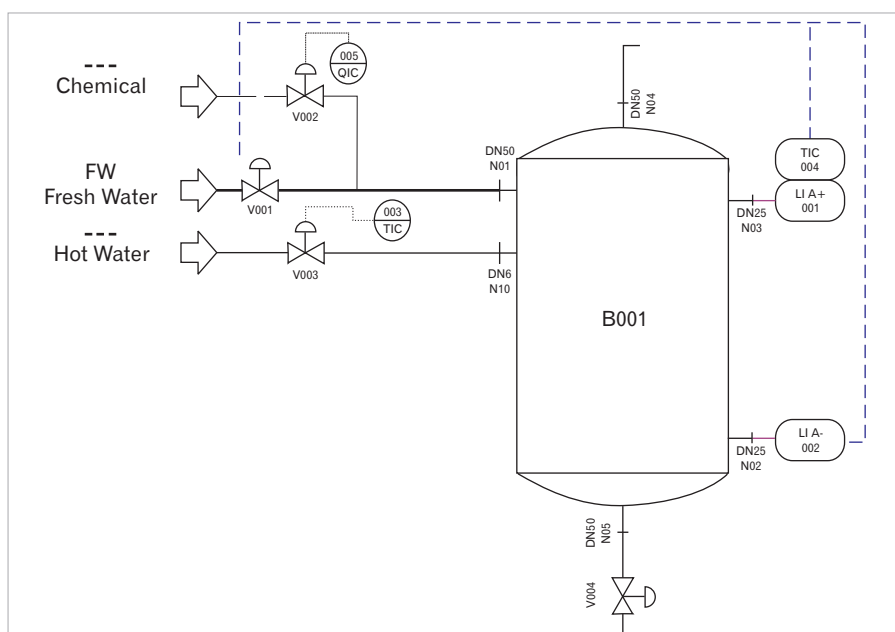 ---
Chemical
005
QIC
V002
FW
Fresh Water
V001
---
Hot Water
003
TIC
V003
DN50
N01
DN6
N10
DN50
N04
B001
TIC
004
LI A+
001
DN25
N03
LI A-
002
DN25
N02
DN50
N05
V004